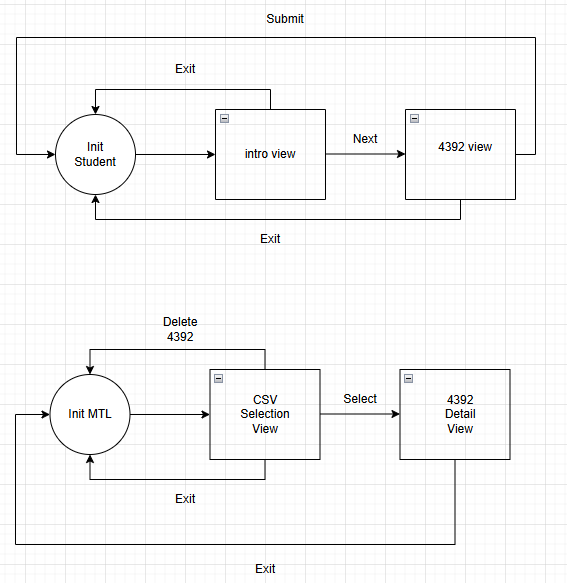 Submit
Exit
Init
Student
intro view
Next
4392 view
Exit
Delete
4392
Init MTL
CSV
Selection
View
Select
4392
Detail
View
Exit
Exit